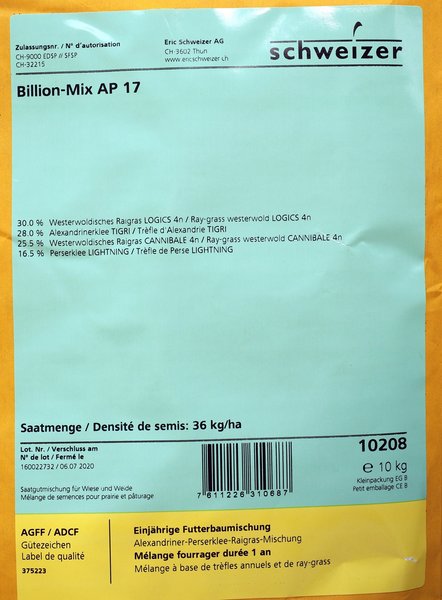 Zulassungsnr. / N° d'autorisation
CH-9000 EDSP // SFSP
CH-32215
Eric Schweizer AG
CH-3602 Thun
www.ericschweizer.ch
schweizer
Billion-Mix AP 17
30.0 % Westerwoldisches Raigras LOGICS 4n / Ray-grass westerwold LOGICS 4n
28.0 % Alexandrinerklee TIGRI / Trèfle d'Alexandrie TIGRI
25.5 % Westerwoldisches Raigras CANNIBALE 4n / Ray-grass westerwold CANNIBALE 4n
16.5 % Perserklee LIGHTNING / Trèfle de Perse LIGHTNING
Saatmenge / Densité de semis: 36 kg/ha
Lot. Nr. / Verschluss am
N° de lot / Fermé le
160022732 / 06.07 2020
Saatgutmischung für Wiese und Weide
Mélange de semences pour prairie et pâturage
7 611226 310687
10208
℮ 10 kg
Kleinpackung EG B
Petit emballage CE B
AGFF / ADCF
Gütezeichen
Label de qualité
375223
Einjährige Futterbaumischung
Alexandriner-Perserklee-Raigras-Mischung
Mélange fourrager durée 1 an
Mélange à base de trèfles annuels et de ray-grass